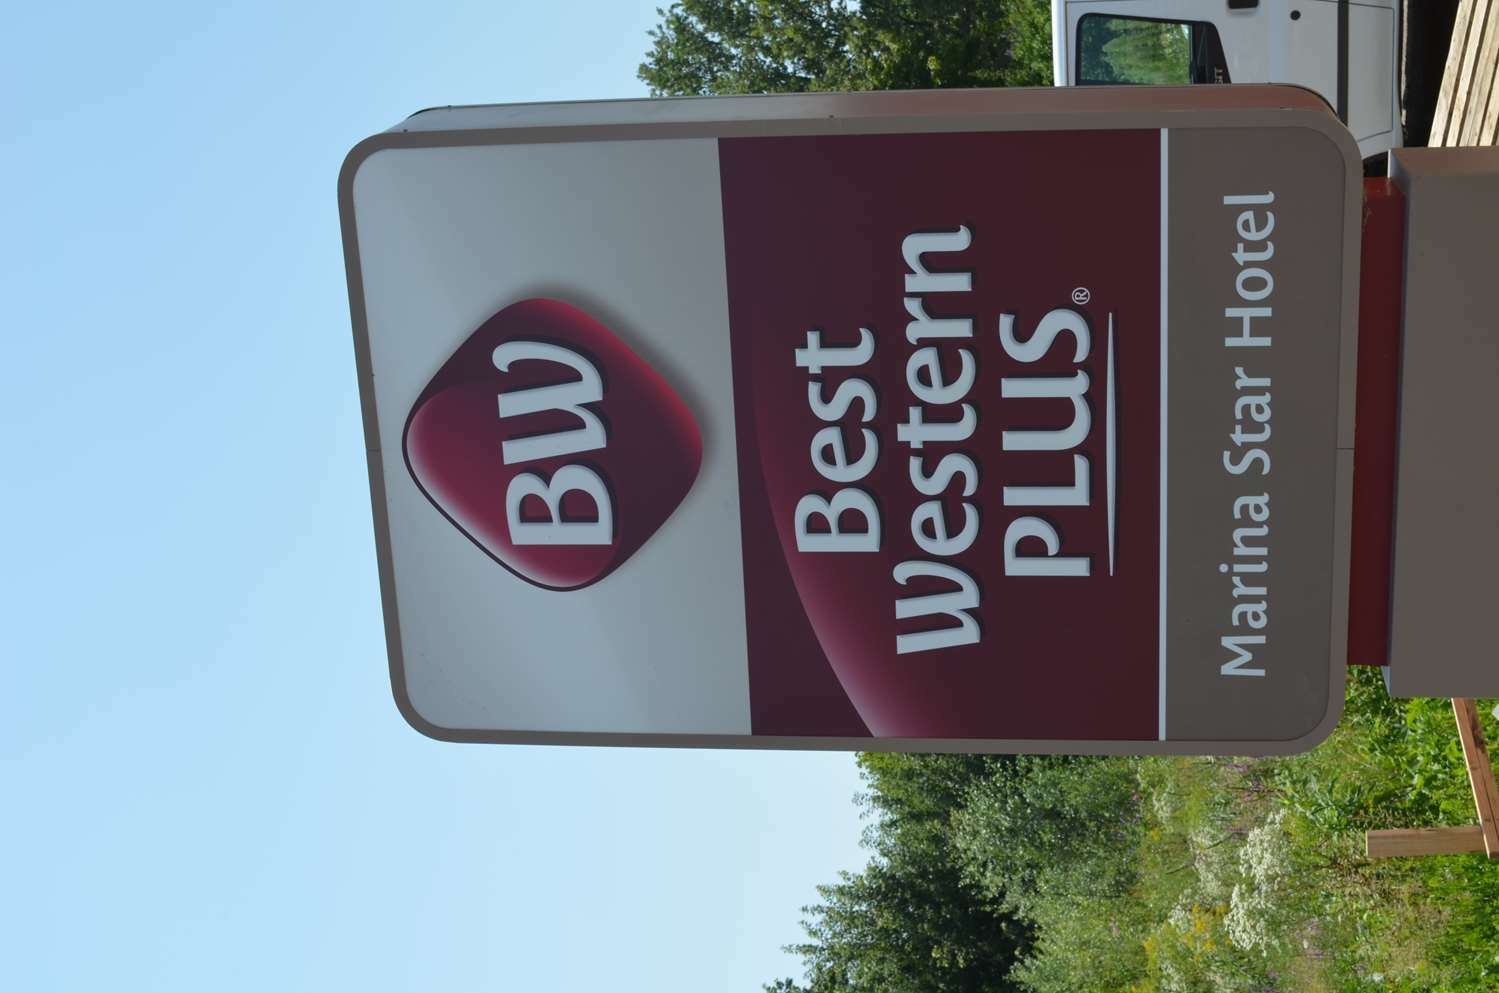 BW
Best
Western
PLUS®
Marina Star Hotel